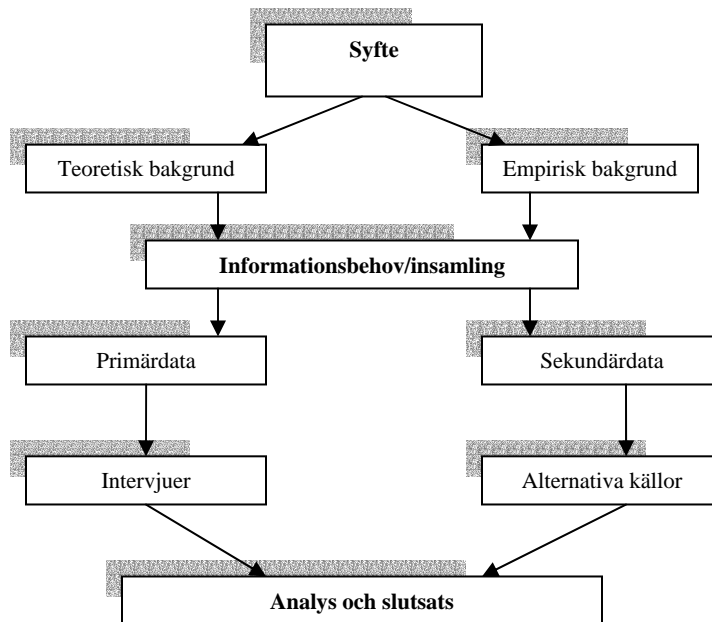 Syfte
Teoretisk bakgrund
Empirisk bakgrund
Informationsbehov/insamling
Primärdata
Sekundärdata
Intervjuer
Alternativa källor
Analys och slutsats